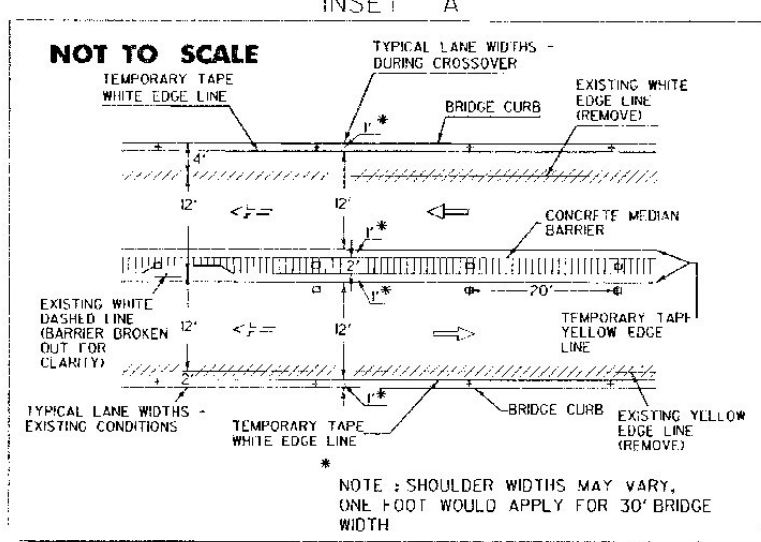 INSET A
NOT TO SCALE
TEMPORARY TAPE
WHITE EDGE LINE
TYPICAL LANE WIDTHS -
DURING CROSSOVER
EXISTING WHITE
EDGE LINE
(REMOVE)
BRIDGE CURB
1' *
4'
12'
12'
1' *
CONCRETE MEDIAN
BARRIER
2'
1' *
20'
EXISTING WHITE
DASHED LINE
(BARRIER BROKEN
OUT FOR
CLARITY)
12'
12'
TEMPORARY TAPE
YELLOW EDGE
LINE
2'
1' *
TYPICAL LANE WIDTHS -
EXISTING CONDITIONS
TEMPORARY TAPE
WHITE EDGE LINE
BRIDGE CURB
EXISTING YELLOW
EDGE LINE
(REMOVE)
*
NOTE : SHOULDER WIDTHS MAY VARY,
ONE FOOT WOULD APPLY FOR 30' BRIDGE
WIDTH